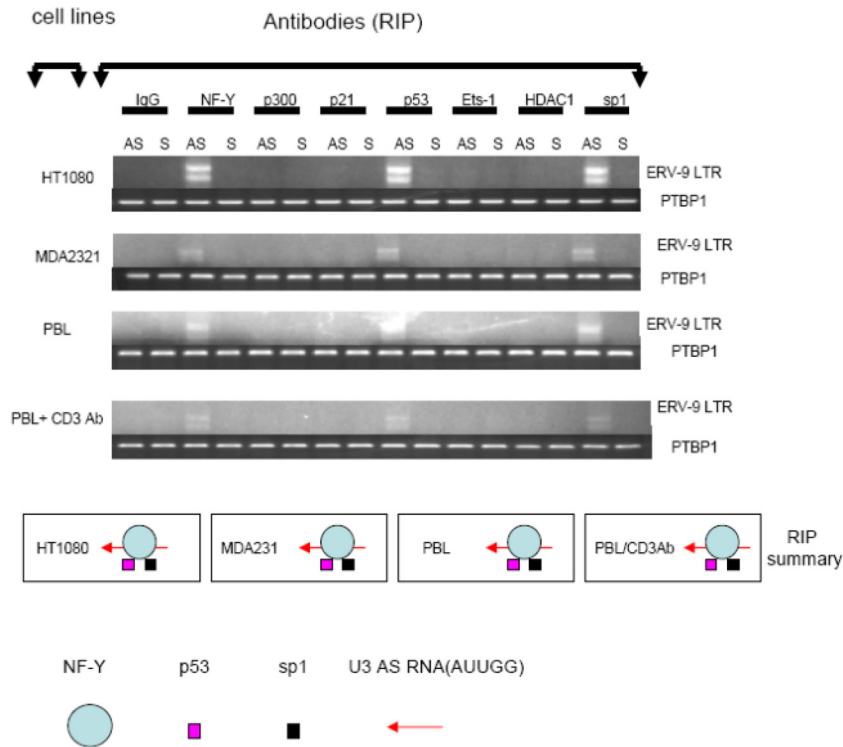 cell lines
Antibodies (RIP)
IgG NF-Y p300 p21 p53 Ets-1 HDAC1 sp1
AS S AS S AS S AS S AS S AS S AS S AS S
HT1080 ERV-9 LTR
PTBP1
MDA2321 ERV-9 LTR
PTBP1
PBL ERV-9 LTR
PTBP1
PBL+ CD3 Ab ERV-9 LTR
PTBP1
HT1080 MDA231 PBL PBL/CD3Ab RIP
summary
NF-Y p53 sp1 U3 AS RNA(AUUGG)